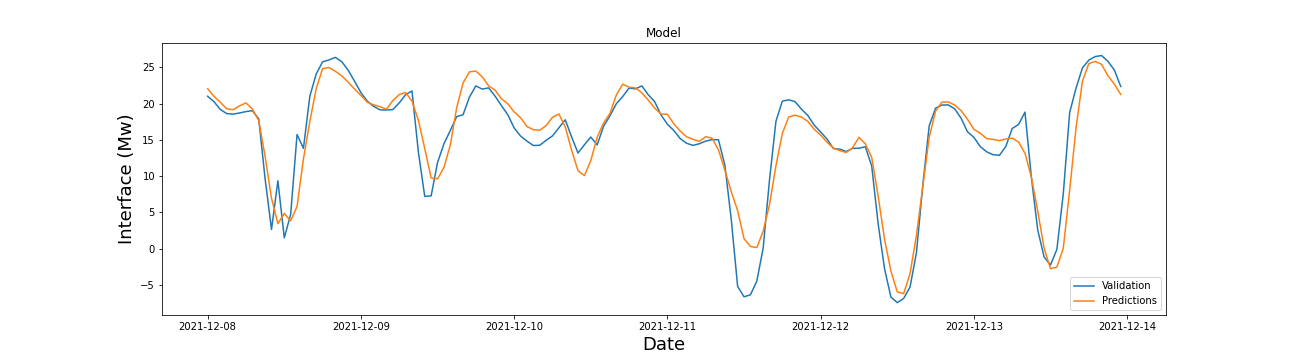 Model
Interface (Mw)
25
20
15
10
5
0
−5
Validation
Predictions
2021-12-08
2021-12-09
2021-12-10
2021-12-11
2021-12-12
2021-12-13
2021-12-14
Date